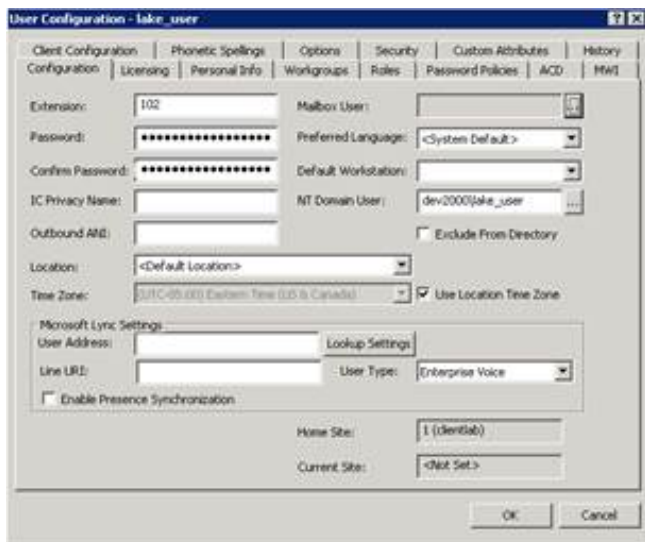 User Configuration - lake_user
Client Configuration Phonetic Spellings Options Security Custom Attributes History
Configuration Licensing Personal Info Workgroups Roles Password Policies ACD MWI
Extension: 102 Mailbox User: ...
Password: ••••••••••••••••• Preferred Language: <System Default>
Confirm Password: ••••••••••••••••• Default Workstation:
IC Privacy Name: NT Domain User: dev2000\lake_user ...
Outbound ANI: Exclude From Directory
Location: <Default Location>
Time Zone: (UTC-05:00) Eastern Time (US & Canada) Use Location Time Zone
Microsoft Lync Settings
User Address: Lookup Settings
Line URI: User Type: Enterprise Voice
Enable Presence Synchronization
Home Site: 1 (clientlab)
Current Site: <Not Set>
OK Cancel